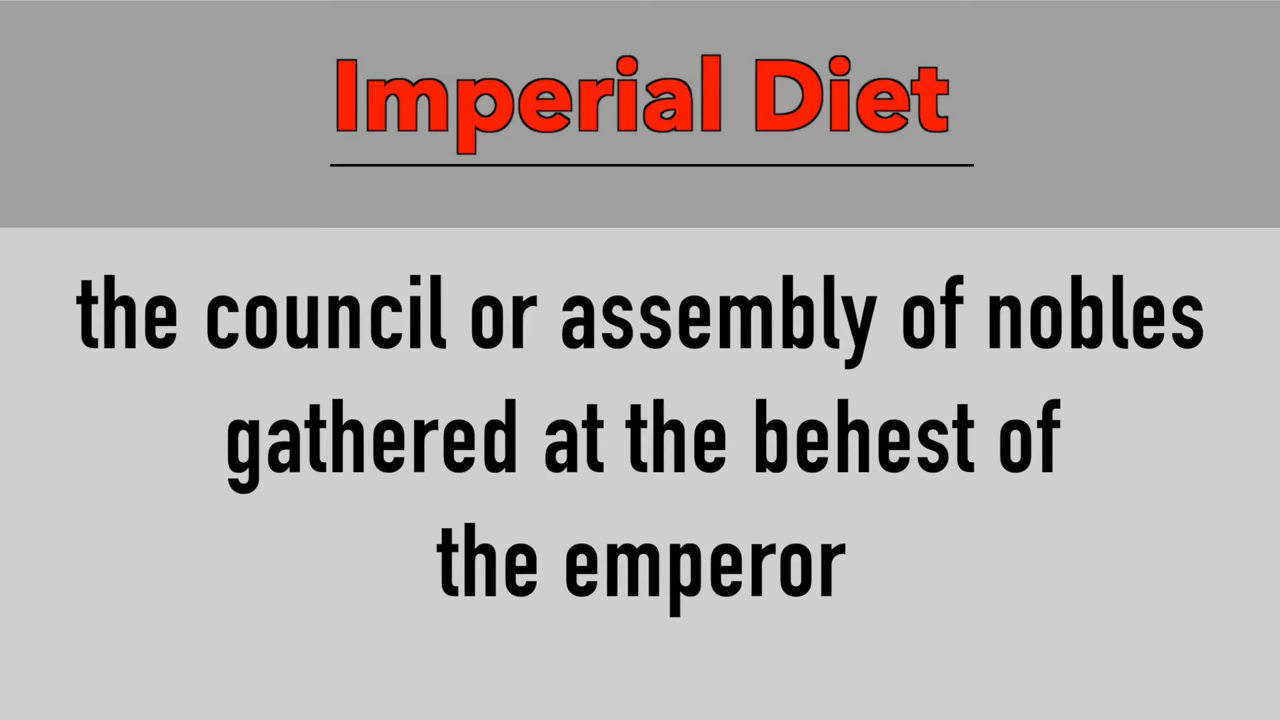 Imperial Diet
the council or assembly of nobles
gathered at the behest of
the emperor